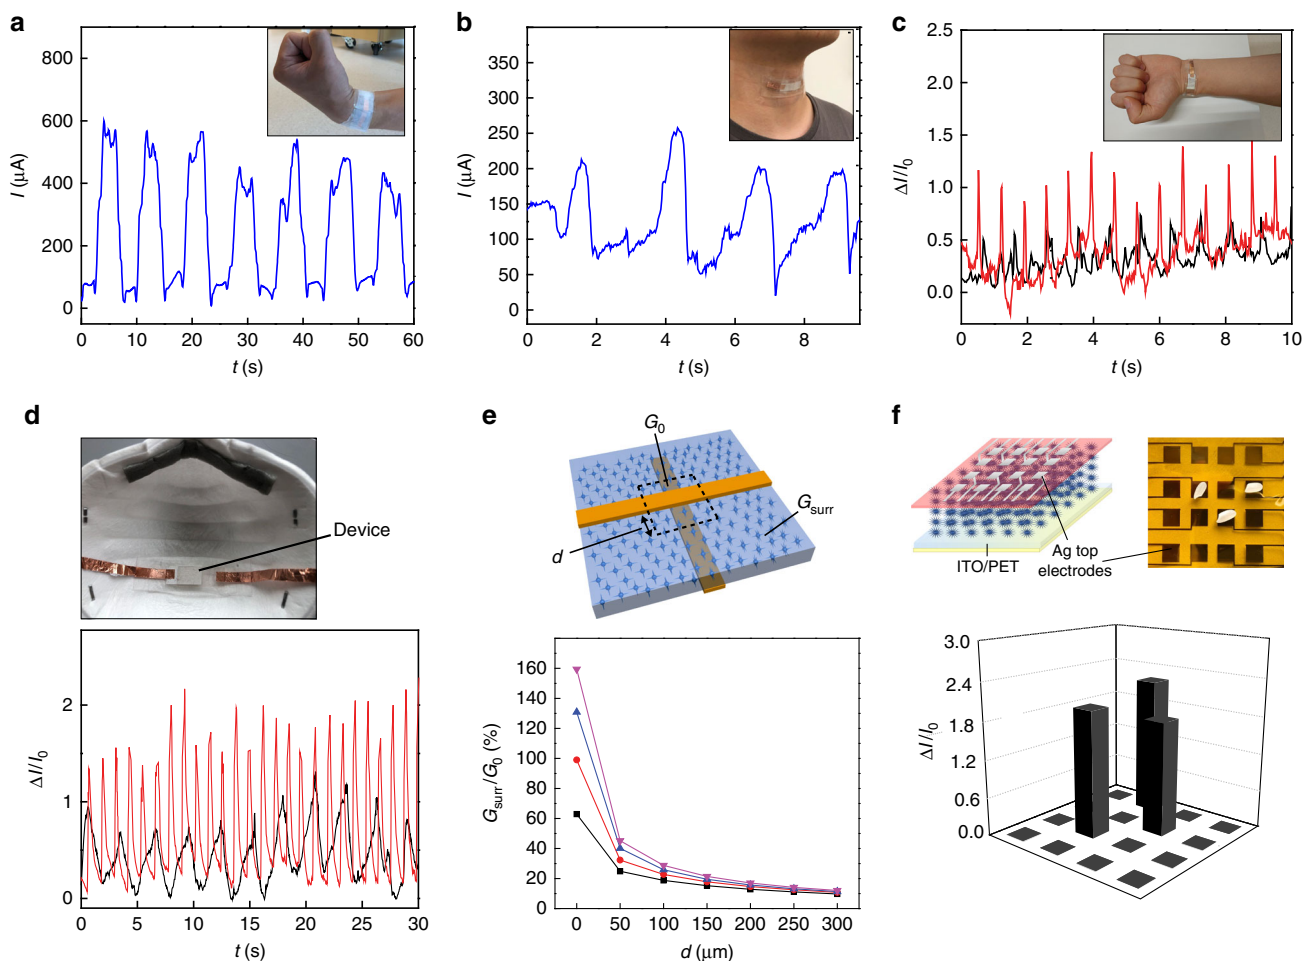 a
800
600
400
200
0
I (μA)
0 10 20 30 40 50 60
t (s)
b
350
300
250
200
150
100
50
0
I (μA)
0 2 4 6 8
t (s)
c
2.5
2.0
1.5
1.0
0.5
0.0
ΔI/I0
0 2 4 6 8 10
t (s)
d
Device
2
1
0
ΔI/I0
0 5 10 15 20 25 30
t (s)
e
G0
Gsurr
d
160
140
120
100
80
60
40
20
0
Gsurr/G0 (%)
0 50 100 150 200 250 300
d (μm)
f
ITO/PET
Ag top
electrodes
3.0
2.4
1.8
1.2
0.6
0.0
ΔI/I0